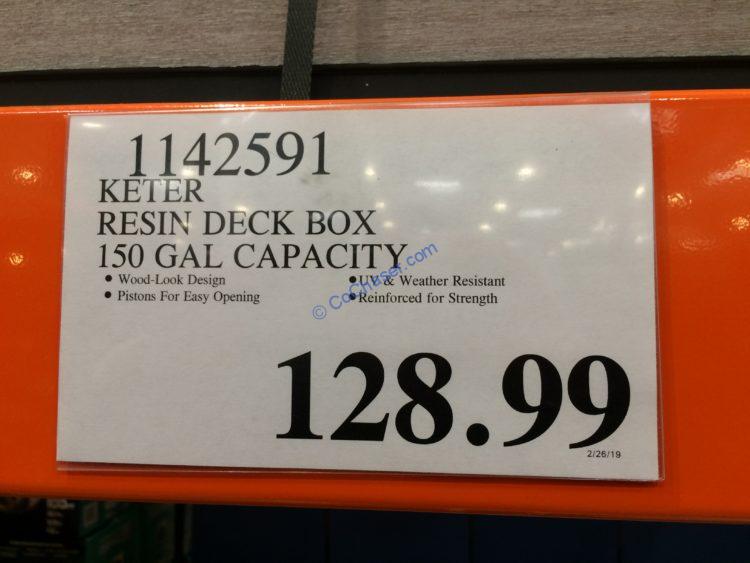 1142591
KETER
RESIN DECK BOX
150 GAL CAPACITY
• Wood-Look Design
• UV & Weather Resistant
• Pistons For Easy Opening
• Reinforced for Strength
© CoChaser.com
128.99
2/26/19